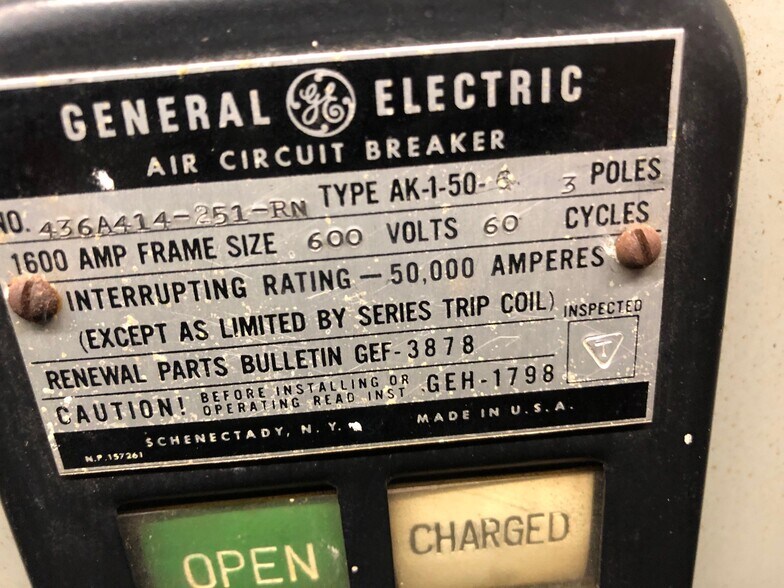 GENERAL GE ELECTRIC
AIR CIRCUIT BREAKER
NO. 436A414-251-RN TYPE AK-1-50- 3 POLES
1600 AMP FRAME SIZE 600 VOLTS 60 CYCLES
INTERRUPTING RATING — 50,000 AMPERES
(EXCEPT AS LIMITED BY SERIES TRIP COIL)
INSPECTED
T
RENEWAL PARTS BULLETIN GEF-3878
CAUTION! BEFORE INSTALLING OR
OPERATING READ INST. GEH-1798
SCHENECTADY, N. Y. MADE IN U.S.A.
N.P. 157261
OPEN
CHARGED